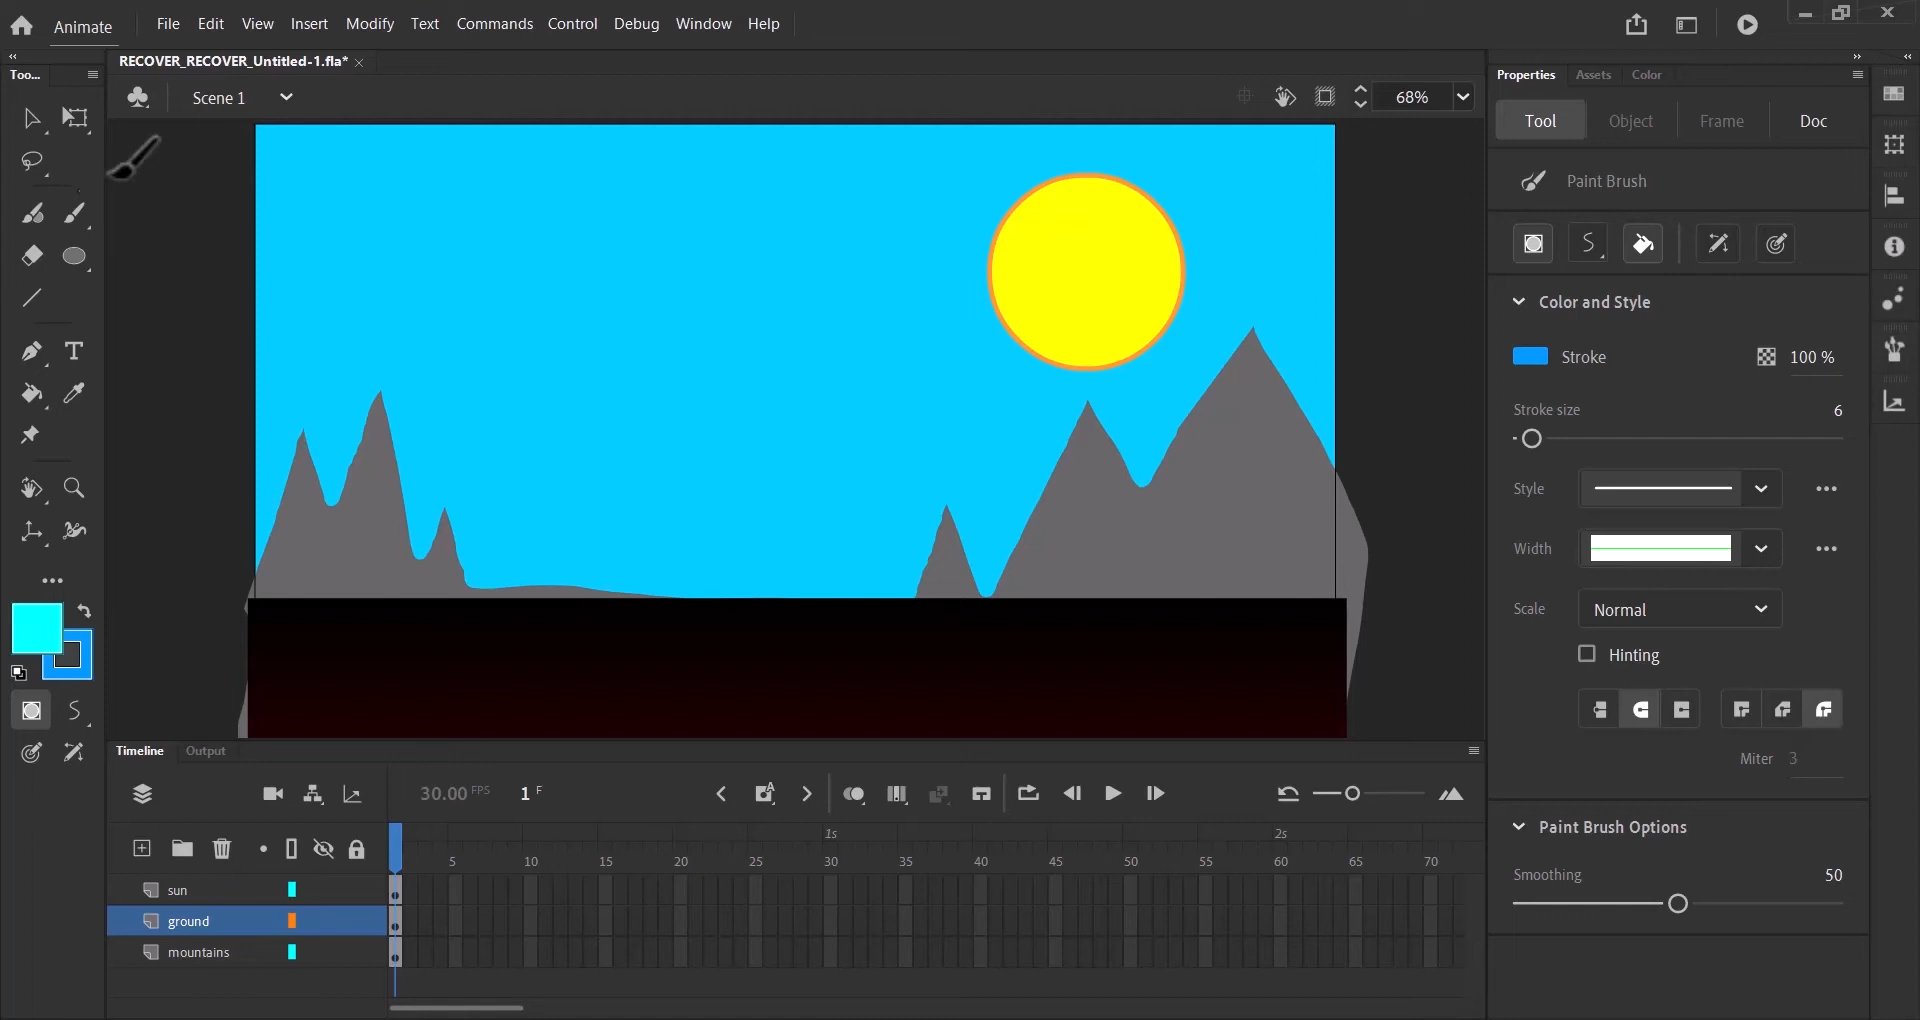 Animate File Edit View Insert Modify Text Commands Control Debug Window Help
Too...
RECOVER_RECOVER_Untitled-1.fla*
Properties Assets Color
Scene 1
68%
Tool Object Frame Doc
Paint Brush
Color and Style
Stroke 100 %
Stroke size 6
Style
Width
Scale Normal
Hinting
Miter 3
Timeline Output
30.00 FPS 1 F
Paint Brush Options
1s 2s
5 10 15 20 25 30 35 40 45 50 55 60 65 70
Smoothing 50
sun
ground
mountains